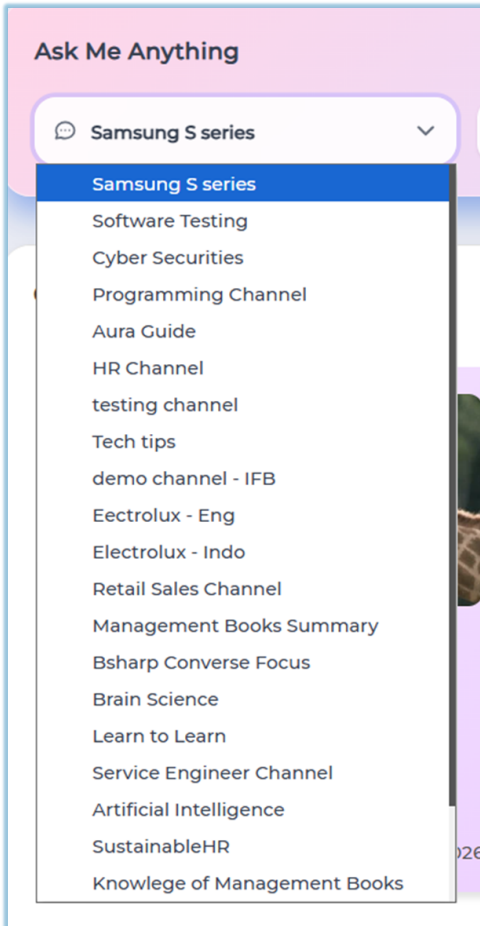 Ask Me Anything
Samsung S series
Samsung S series
Software Testing
Cyber Securities
Programming Channel
Aura Guide
HR Channel
testing channel
Tech tips
demo channel - IFB
Eectrolux - Eng
Electrolux - Indo
Retail Sales Channel
Management Books Summary
Bsharp Converse Focus
Brain Science
Learn to Learn
Service Engineer Channel
Artificial Intelligence
SustainableHR
Knowlege of Management Books